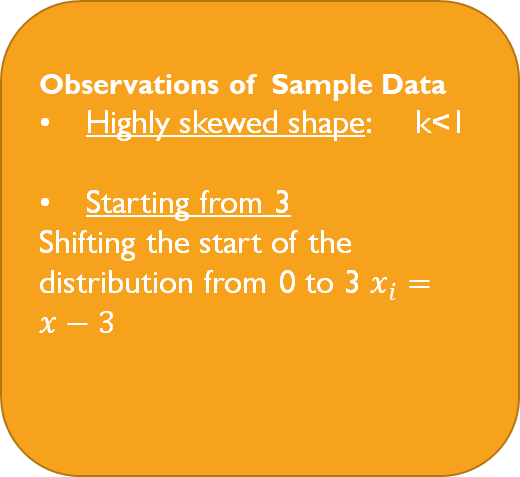 Observations of Sample Data
• Highly skewed shape: k<1
• Starting from 3
Shifting the start of the
distribution from 0 to 3 𝑥ᵢ =
𝑥 − 3